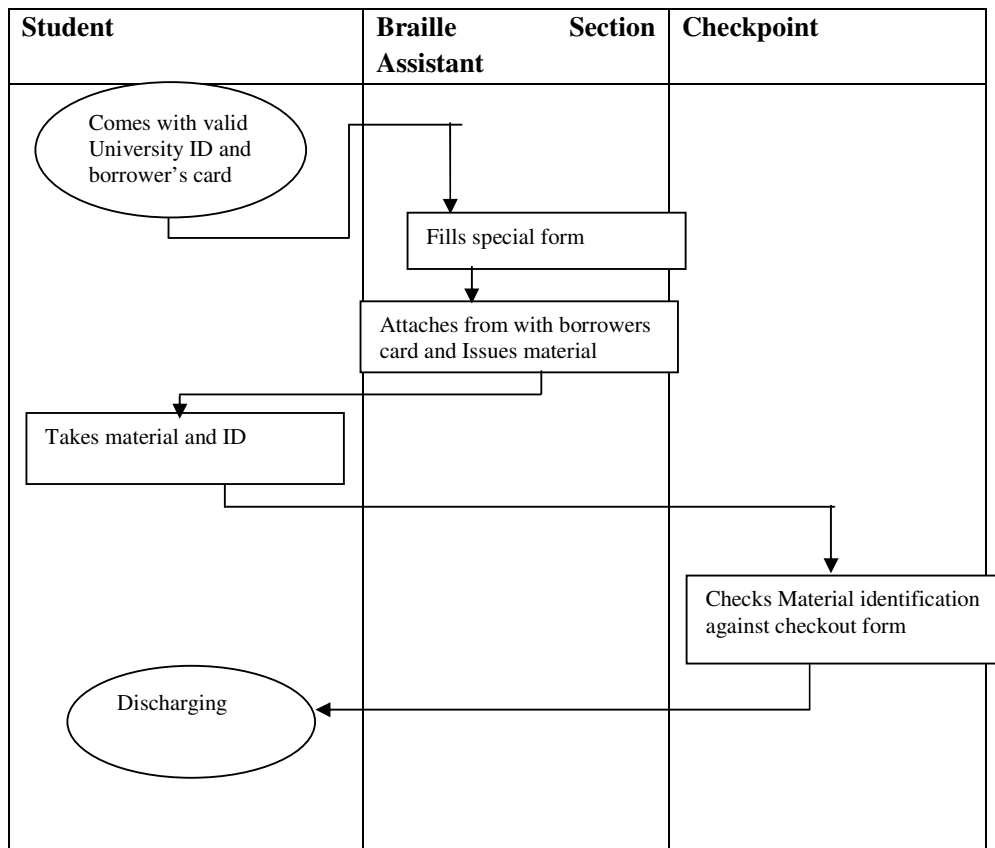 Student
Braille Section
Assistant
Checkpoint
Comes with valid
University ID and
borrower's card
Fills special form
Attaches from with borrowers
card and Issues material
Takes material and ID
Checks Material identification
against checkout form
Discharging